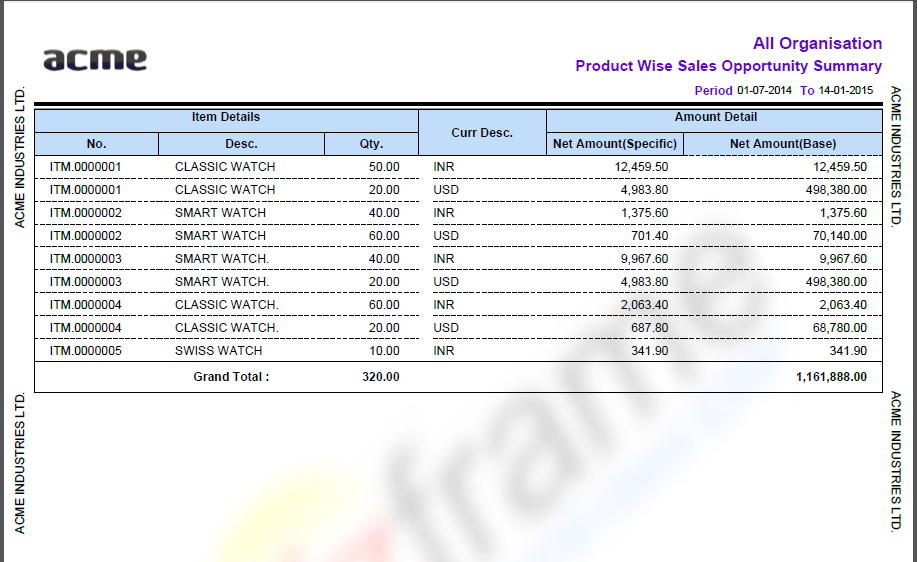 acme
All Organisation
Product Wise Sales Opportunity Summary
Period 01-07-2014 To 14-01-2015
ACME INDUSTRIES LTD.
ACME INDUSTRIES LTD.
Item Details Curr Desc. Amount Detail
No. Desc. Qty. Net Amount(Specific) Net Amount(Base)
ITM.0000001 CLASSIC WATCH 50.00 INR 12,459.50 12,459.50
ITM.0000001 CLASSIC WATCH 20.00 USD 4,983.80 498,380.00
ITM.0000002 SMART WATCH 40.00 INR 1,375.60 1,375.60
ITM.0000002 SMART WATCH 60.00 USD 701.40 70,140.00
ITM.0000003 SMART WATCH. 40.00 INR 9,967.60 9,967.60
ITM.0000003 SMART WATCH. 20.00 USD 4,983.80 498,380.00
ITM.0000004 CLASSIC WATCH. 60.00 INR 2,063.40 2,063.40
ITM.0000004 CLASSIC WATCH. 20.00 USD 687.80 68,780.00
ITM.0000005 SWISS WATCH 10.00 INR 341.90 341.90
Grand Total : 320.00 1,161,888.00
ACME INDUSTRIES LTD.
ACME INDUSTRIES LTD.
frame